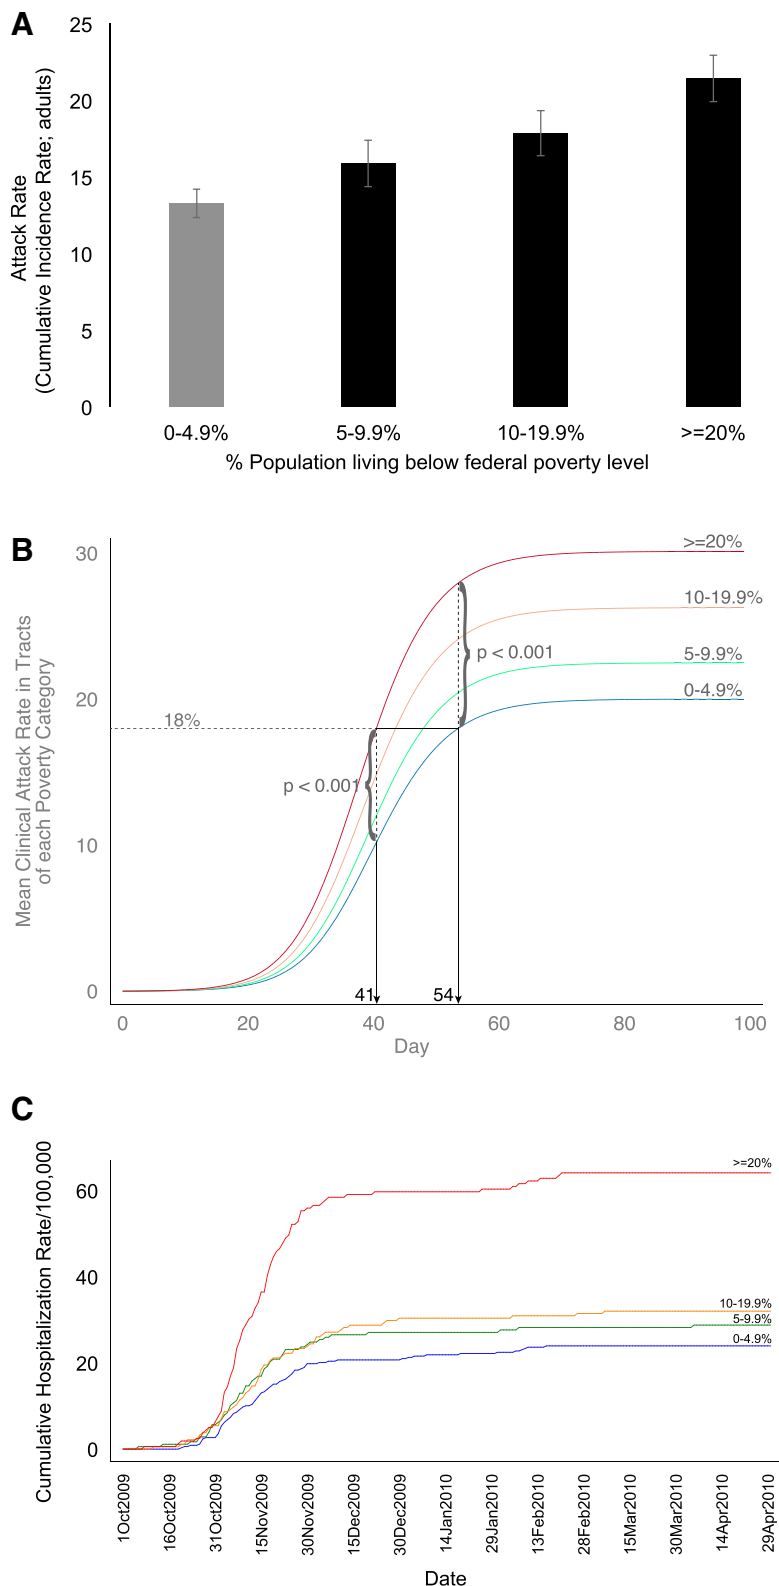 A
25
20
15
10
5
0
Attack Rate
(Cumulative Incidence Rate; adults)
0-4.9%
5-9.9%
10-19.9%
>=20%
% Population living below federal poverty level
B
30
20
10
0
Mean Clinical Attack Rate in Tracts
of each Poverty Category
>=20%
10-19.9%
5-9.9%
0-4.9%
p < 0.001
18%
p < 0.001
41
54
0
20
40
60
80
100
Day
C
60
40
20
0
Cumulative Hospitalization Rate/100,000
>=20%
10-19.9%
5-9.9%
0-4.9%
1Oct2009
16Oct2009
31Oct2009
15Nov2009
30Nov2009
15Dec2009
30Dec2009
14Jan2010
29Jan2010
13Feb2010
28Feb2010
15Mar2010
30Mar2010
14Apr2010
29Apr2010
Date